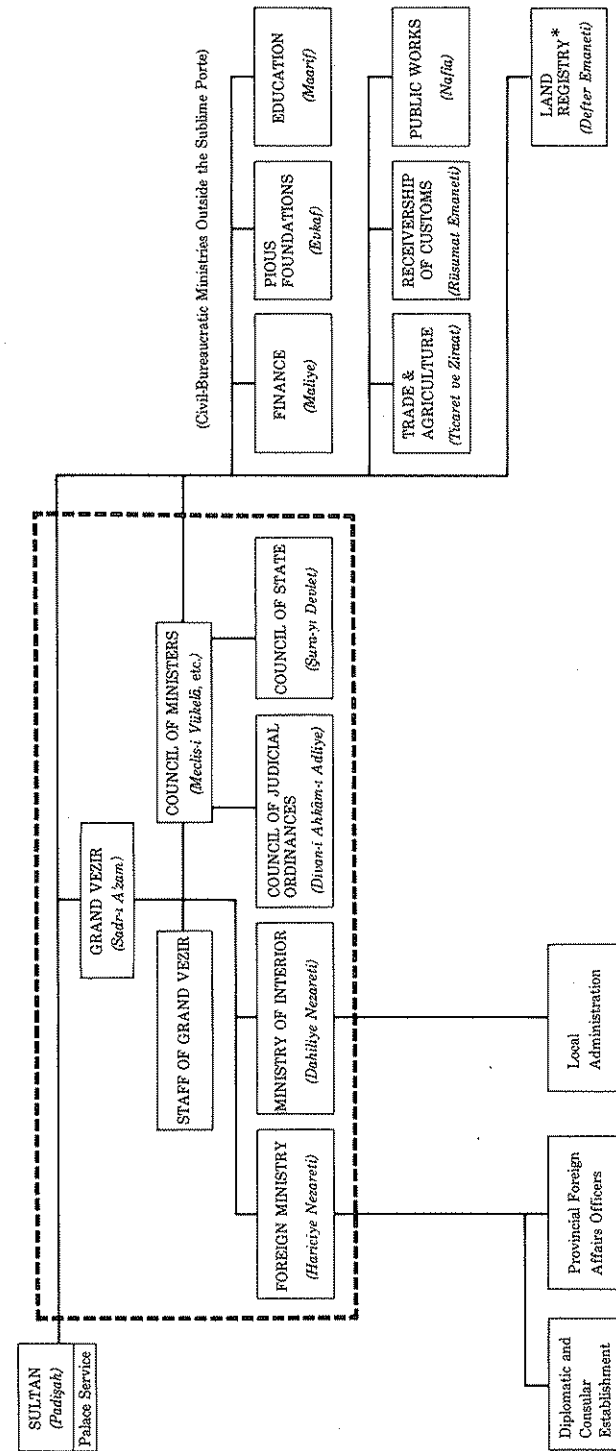 SULTAN
(Padişah)
Palace Service
GRAND VEZIR
(Sadr-ı A'zam)
STAFF OF GRAND VEZIR
COUNCIL OF MINISTERS
(Meclis-i Vükelâ, etc.)
FOREIGN MINISTRY
(Hariciye Nezareti)
MINISTRY OF INTERIOR
(Dahiliye Nezareti)
COUNCIL OF JUDICIAL
ORDINANCES
(Divan-i Ahkâm-ı Adliye)
COUNCIL OF STATE
(Şura-yı Devlet)
Diplomatic and
Consular
Establishment
Provincial Foreign
Affairs Officers
Local
Administration
(Civil-Bureaucratic Ministries Outside the Sublime Porte)
FINANCE
(Maliye)
PIOUS
FOUNDATIONS
(Evkaf)
EDUCATION
(Maarif)
TRADE &
AGRICULTURE
(Ticaret ve Ziraat)
RECEIVERSHIP
OF CUSTOMS
(Rüsumat Emaneti)
PUBLIC WORKS
(Nafia)
LAND
REGISTRY*
(Defter Emaneti)